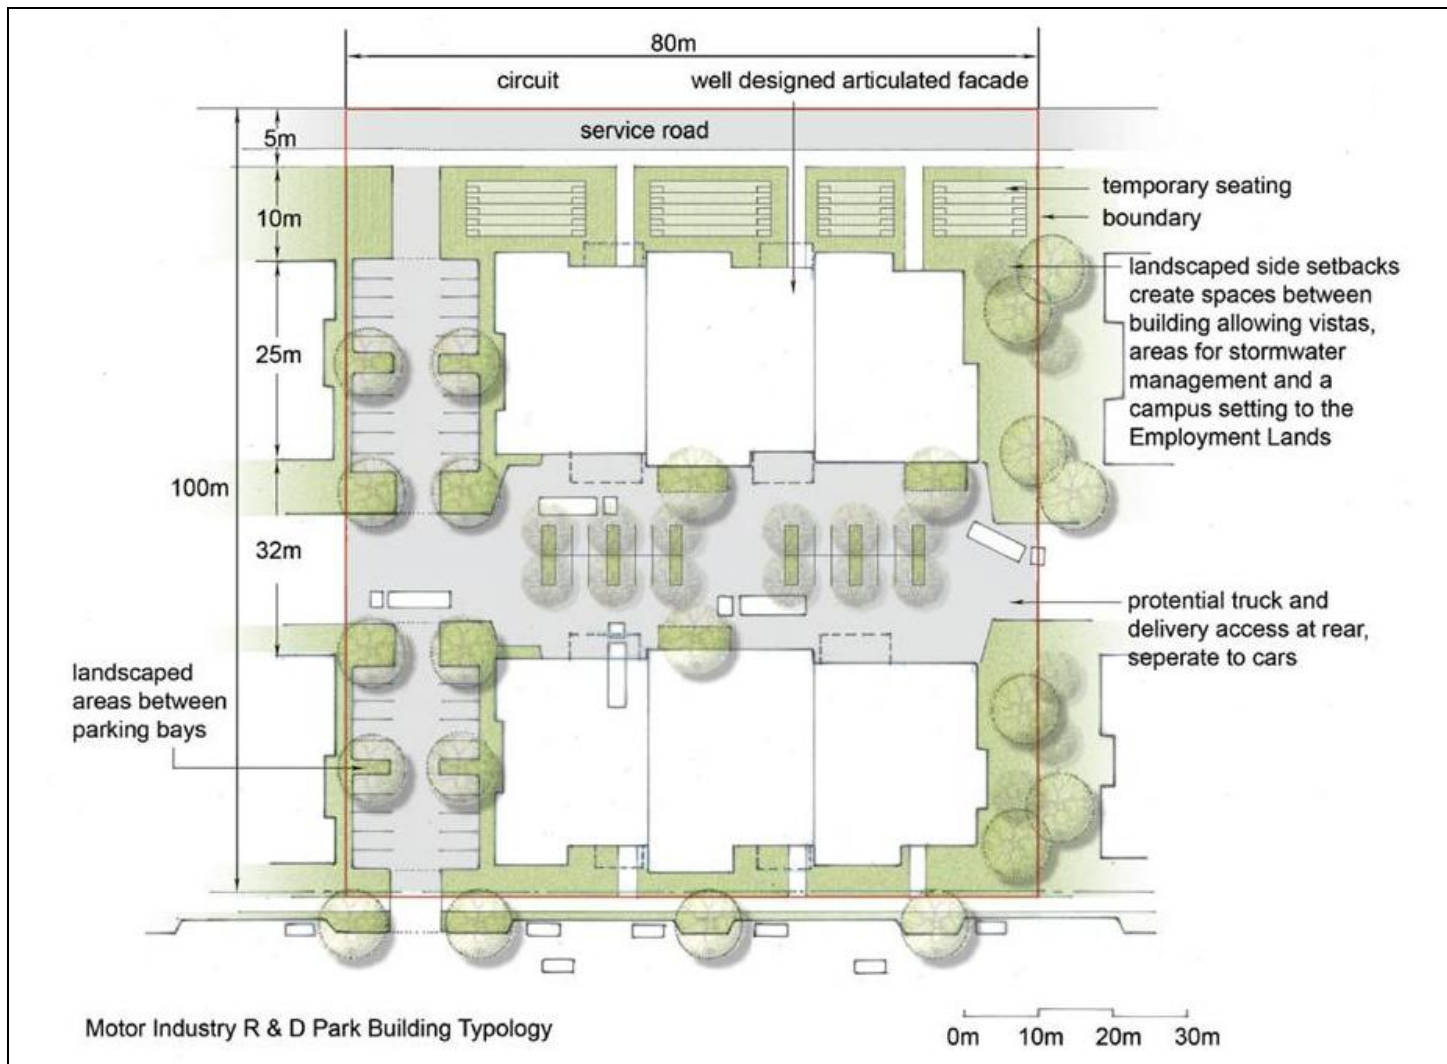 80m
circuit
well designed articulated facade
service road
5m
temporary seating
boundary
10m
landscaped side setbacks
create spaces between
building allowing vistas,
areas for stormwater
management and a
campus setting to the
Employment Lands
25m
100m
32m
protential truck and
delivery access at rear,
seperate to cars
landscaped
areas between
parking bays
Motor Industry R & D Park Building Typology
0m 10m 20m 30m